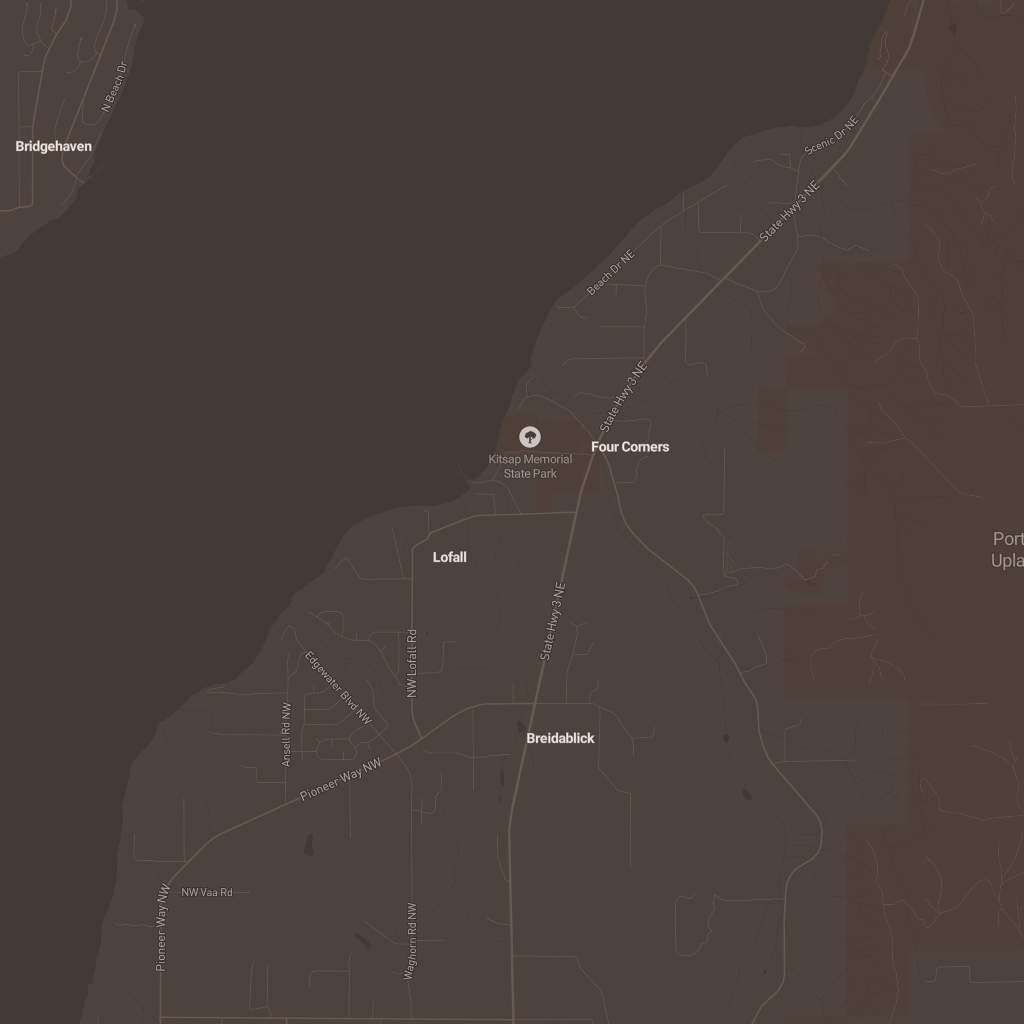 N Beach Dr
Bridgehaven
Scenic Dr NE
State Hwy 3 NE
Beach Dr NE
State Hwy 3 NE
Four Corners
Kitsap Memorial
State Park
Port
Upla
Lofall
State Hwy 3 NE
NW Lofall Rd
Edgewater Blvd NW
Ansell Rd NW
Breidablick
Pioneer Way NW
NW Vaa Rd
Pioneer Way NW
Waghorn Rd NW